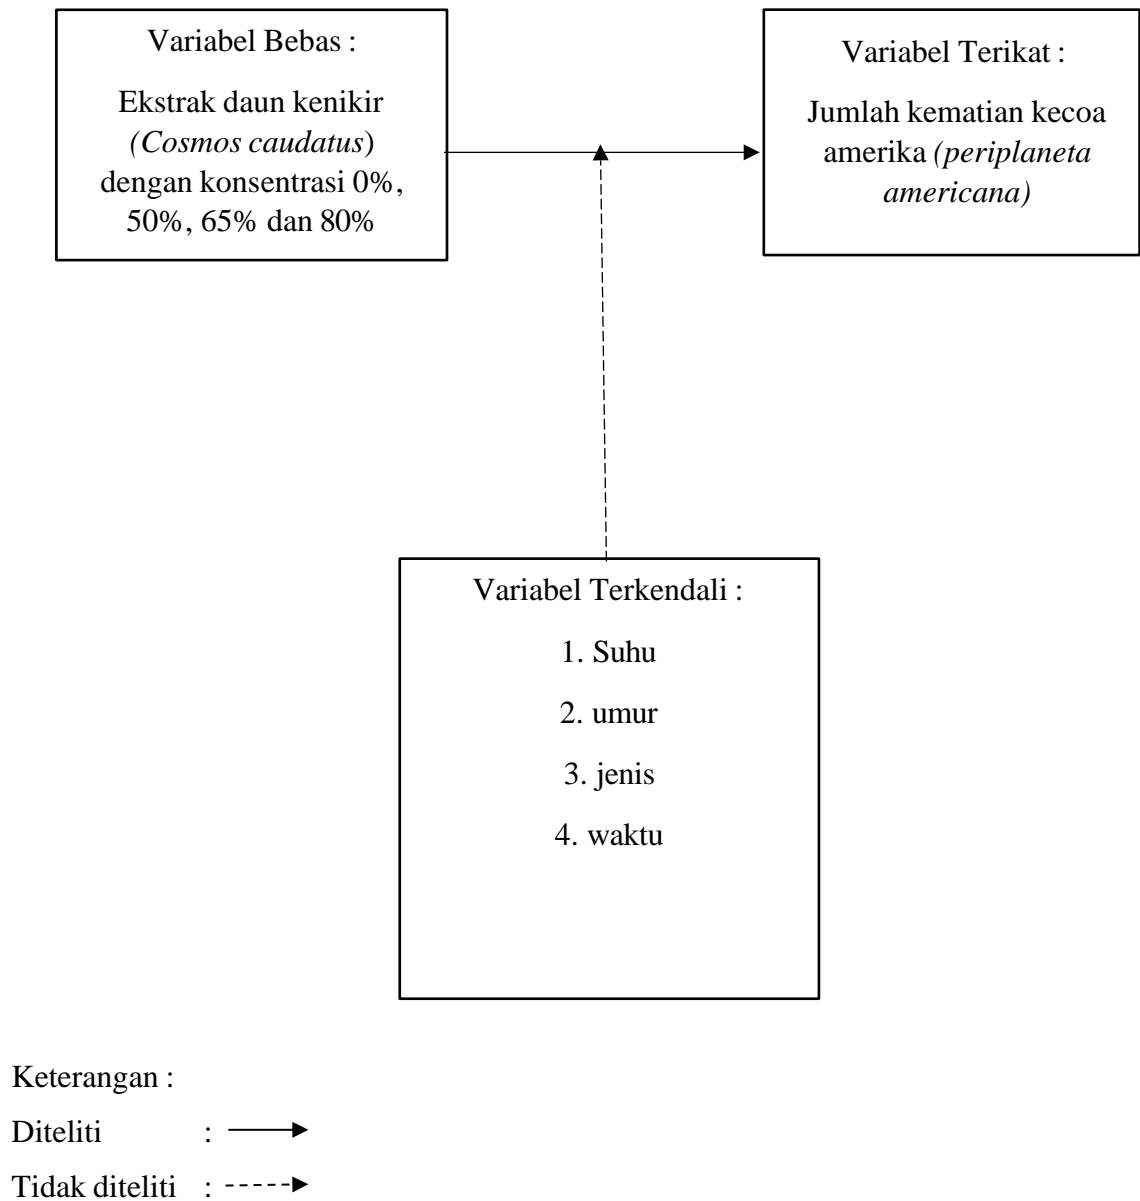 Variabel Bebas :
Ekstrak daun kenikir
(Cosmos caudatus)
dengan konsentrasi 0%,
50%, 65% dan 80%
Variabel Terikat :
Jumlah kematian kecoa
amerika (periplaneta
americana)
Variabel Terkendali :
1. Suhu
2. umur
3. jenis
4. waktu
Keterangan :
Diteliti :
Tidak diteliti :